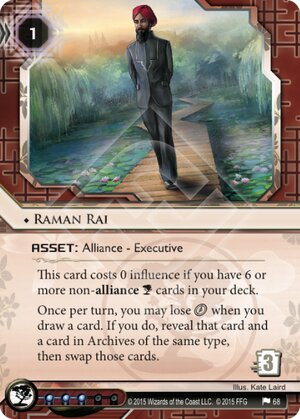 1
⬥ RAMAN RAI
ASSET: Alliance - Executive
This card costs 0 influence if you have 6 or
more non-alliance cards in your deck.
Once per turn, you may lose when you
draw a card. If you do, reveal that card and
a card in Archives of the same type,
then swap those cards.
3
Illus. Kate Laird
© 2015 Wizards of the Coast LLC. © 2015 FFG 68